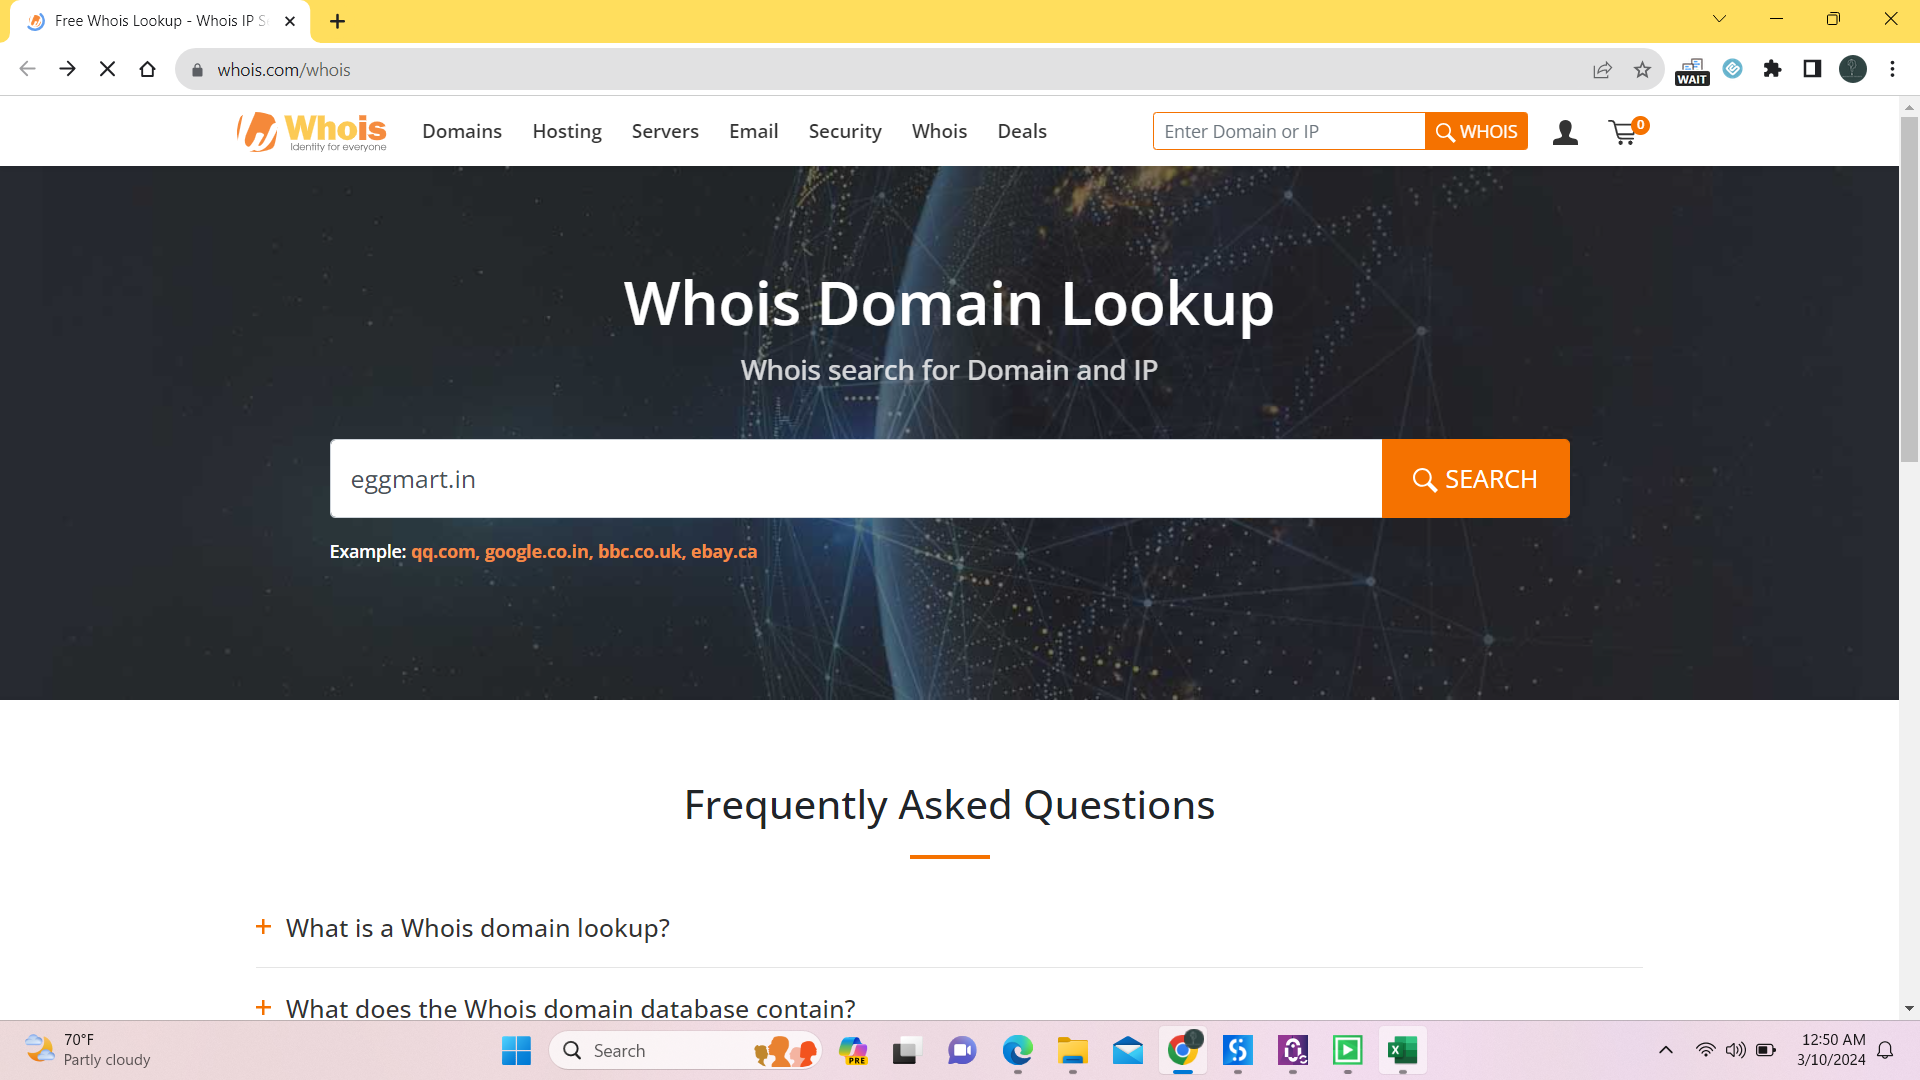 Free Whois Lookup - Whois IP S
whois.com/whois
WAIT
Whois
Identity for everyone
Domains
Hosting
Servers
Email
Security
Whois
Deals
Enter Domain or IP
WHOIS
0
Whois Domain Lookup
Whois search for Domain and IP
eggmart.in
SEARCH
Example: qq.com, google.co.in, bbc.co.uk, ebay.ca
Frequently Asked Questions
+ What is a Whois domain lookup?
+ What does the Whois domain database contain?
70°F
Partly cloudy
Search
PRE
12:50 AM
3/10/2024